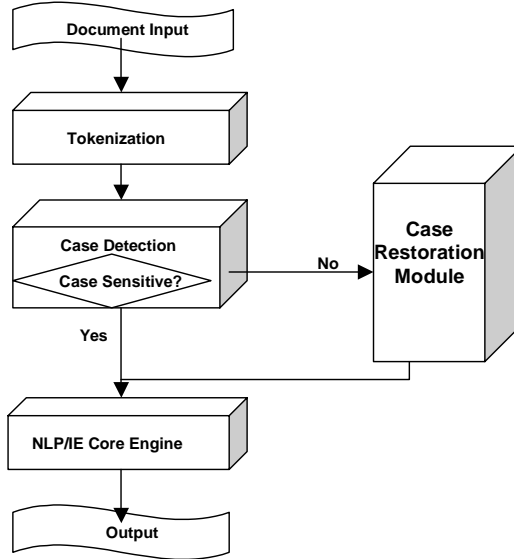 Document Input
Tokenization
Case Detection
Case Sensitive?
No
Case
Restoration
Module
Yes
NLP/IE Core Engine
Output